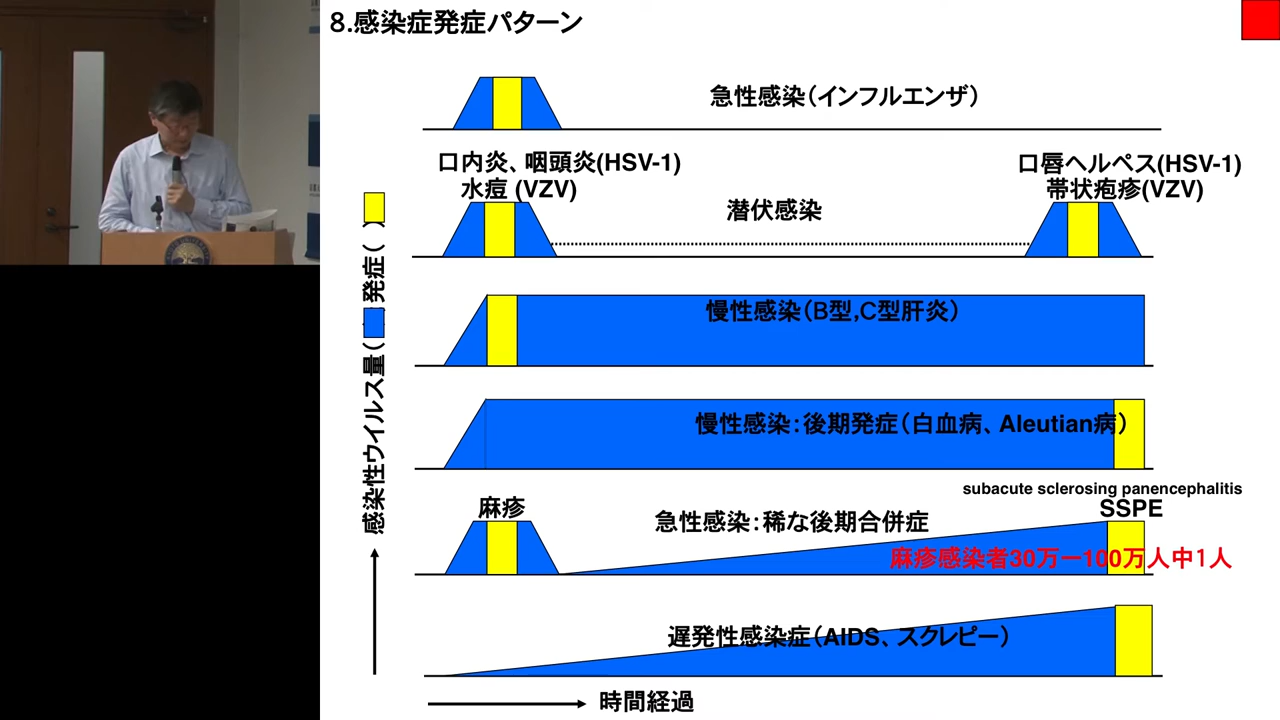 8.感染症発症パターン
急性感染(インフルエンザ)
口内炎、咽頭炎(HSV-1)
水痘 (VZV)
口唇ヘルペス(HSV-1)
帯状疱疹(VZV)
潜伏感染
感染性ウイルス量( 発症( )
慢性感染(B型,C型肝炎)
慢性感染:後期発症(白血病、Aleutian病)
subacute sclerosing panencephalitis
SSPE
麻疹
急性感染:稀な後期合併症
麻疹感染者30万ー100万人中1人
遅発性感染症(AIDS、スクレピー)
時間経過